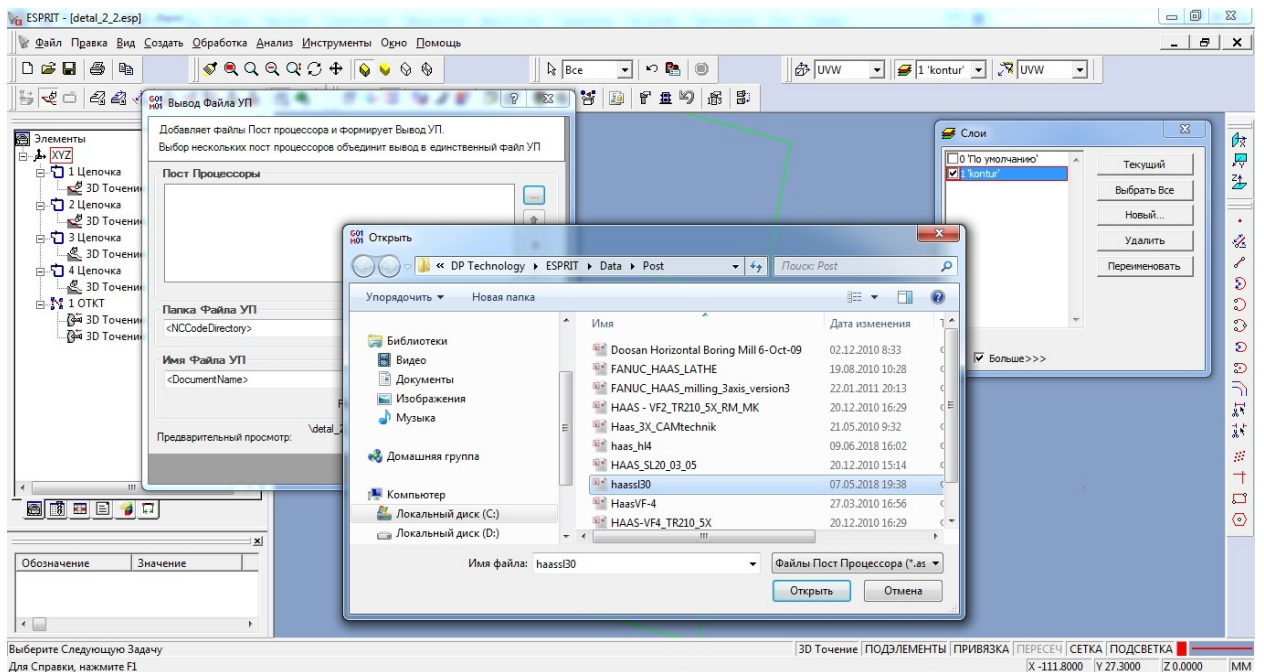 ESPRIT - [detal_2_2.esp]
Файл Правка Вид Создать Обработка Анализ Инструменты Окно Помощь
Все
UVW
1 'kontur'
UVW
Вывод Файла УП
Добавляет файлы Пост процессора и формирует Вывод УП.
Выбор нескольких пост процессоров объединит вывод в единственный файл УП
Пост Процессоры
...
Папка Файла УП
<NCCodeDirectory>
Имя Файла УП
<DocumentName>
Предварительный просмотр: \detal_2
Элементы
XYZ
1 Цепочка
3D Точени
2 Цепочка
3D Точени
3 Цепочка
3D Точени
4 Цепочка
3D Точени
1 ОТКТ
3D Точени
3D Точени
Обозначение Значение
Слои
0 'По умолчанию'
1 'kontur'
Текущий
Выбрать Все
Новый...
Удалить
Переименовать
Больше>>>
Открыть
« DP Technology ▸ ESPRIT ▸ Data ▸ Post
Поиск: Post
Упорядочить Новая папка
Библиотеки
Видео
Документы
Изображения
Музыка
Домашняя группа
Компьютер
Локальный диск (C:)
Локальный диск (D:)
Имя Дата изменения
Doosan Horizontal Boring Mill 6-Oct-09 02.12.2010 8:33
FANUC_HAAS_LATHE 19.08.2010 10:28
FANUC_HAAS_milling_3axis_version3 22.01.2011 20:13
HAAS - VF2_TR210_5X_RM_MK 20.12.2010 16:29
Haas_3X_CAMtechnik 21.05.2010 9:32
haas_hl4 09.06.2018 16:02
HAAS_SL20_03_05 20.12.2010 15:14
haassl30 07.05.2018 19:38
HaasVF-4 27.03.2010 16:56
HAAS-VF4_TR210_5X 20.12.2010 16:29
Имя файла: haassl30
Файлы Пост Процессора (*.as
Открыть Отмена
Выберите Следующую Задачу
3D Точение ПОДЭЛЕМЕНТЫ ПРИВЯЗКА ПЕРЕСЕЧ СЕТКА ПОДСВЕТКА
Для Справки, нажмите F1
X -111.8000 Y 27.3000 Z 0.0000 MM